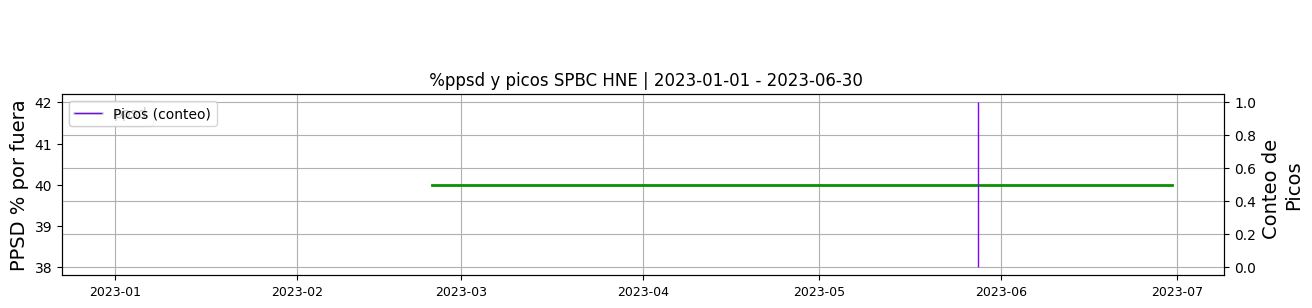 %ppsd y picos SPBC HNE | 2023-01-01 - 2023-06-30
PPSD % por fuera
42
41
40
39
38
Picos (conteo)
1.0
0.8
0.6
0.4
0.2
0.0
Conteo de
Picos
2023-01 2023-02 2023-03 2023-04 2023-05 2023-06 2023-07